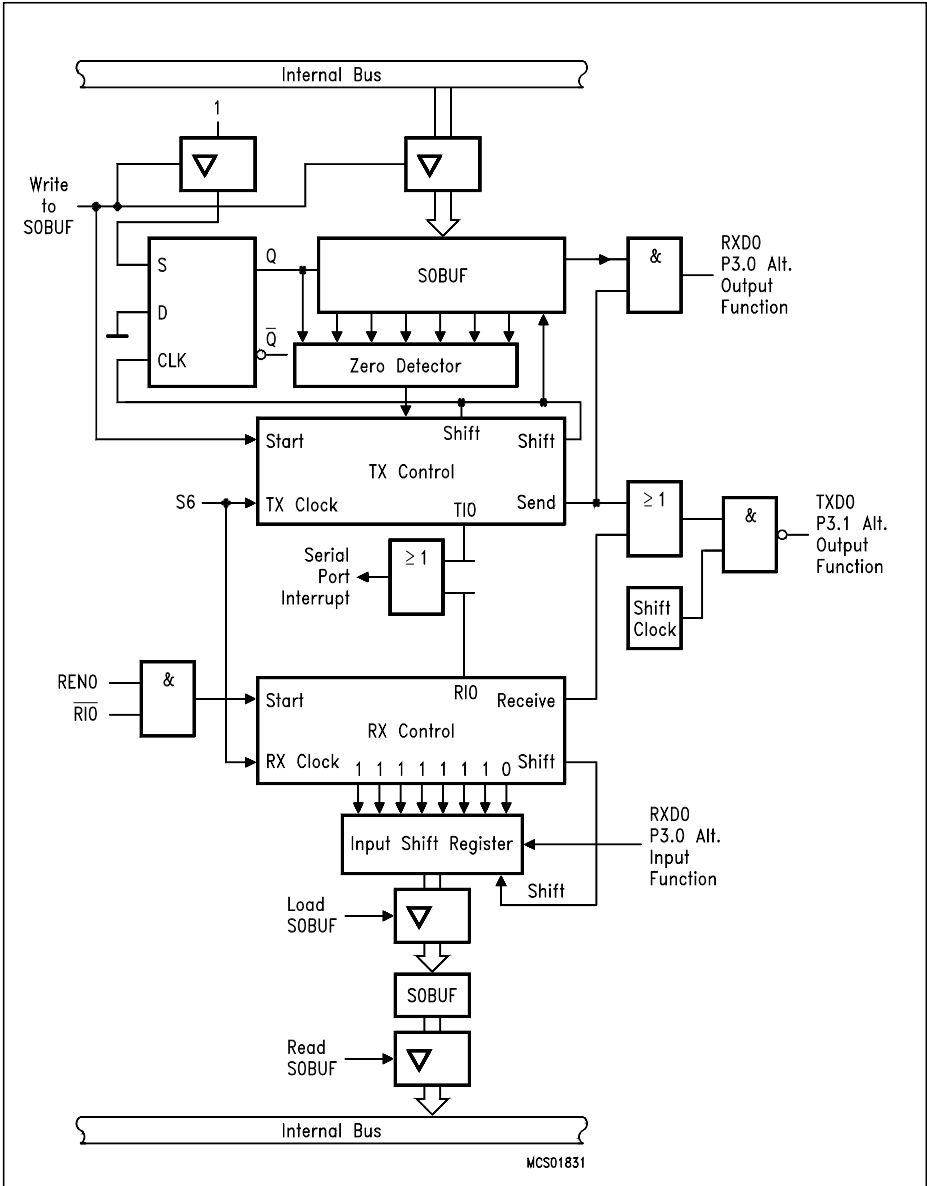 Internal Bus
1
Write
to
S0BUF
S
D
CLK
Q
Q̅
S0BUF
&
RXD0
P3.0 Alt.
Output
Function
Zero Detector
Start
Shift
Shift
TX Control
S6
TX Clock
TI0
Send
≥1
&
TXD0
P3.1 Alt.
Output
Function
Serial
Port
Interrupt
≥1
Shift
Clock
REN0
R̅I̅0̅
&
Start
RI0
Receive
RX Control
RX Clock
Shift
1 1 1 1 1 1 1 0
Input Shift Register
RXD0
P3.0 Alt.
Input
Function
Shift
Load
S0BUF
S0BUF
Read
S0BUF
Internal Bus
MCS01831